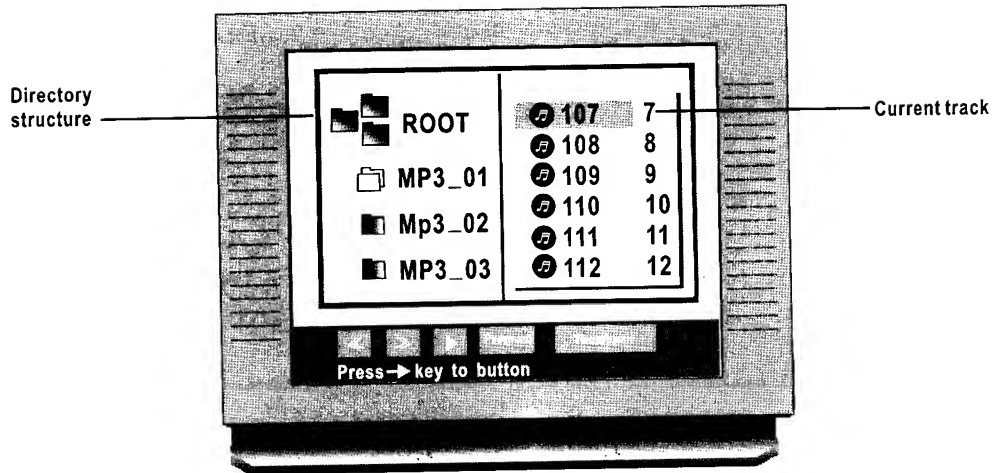 Directory
structure
Current track
ROOT
MP3_01
Mp3_02
MP3_03
107 7
108 8
109 9
110 10
111 11
112 12
Press → key to button